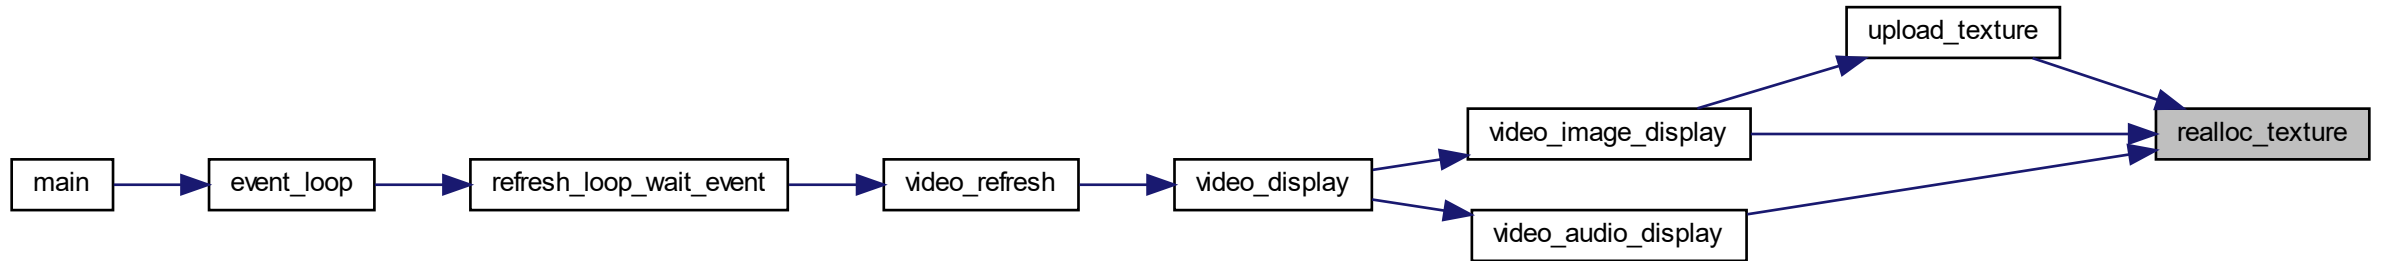 upload_texture
video_image_display
realloc_texture
main
event_loop
refresh_loop_wait_event
video_refresh
video_display
video_audio_display